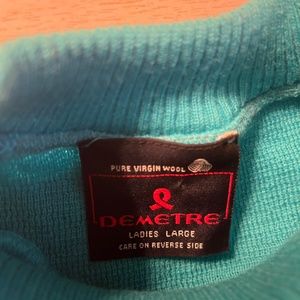 PURE VIRGIN WOOL
DEMETRE
LADIES LARGE
CARE ON REVERSE SIDE